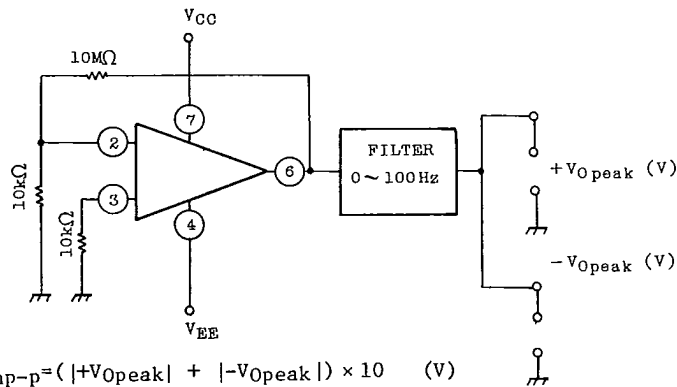 VCC
10MΩ
7
2
6
3
4
10kΩ
10kΩ
FILTER
0~100Hz
+VOpeak (V)
-VOpeak (V)
VEE
np-p=(|+VOpeak| + |-VOpeak|)×10 (V)